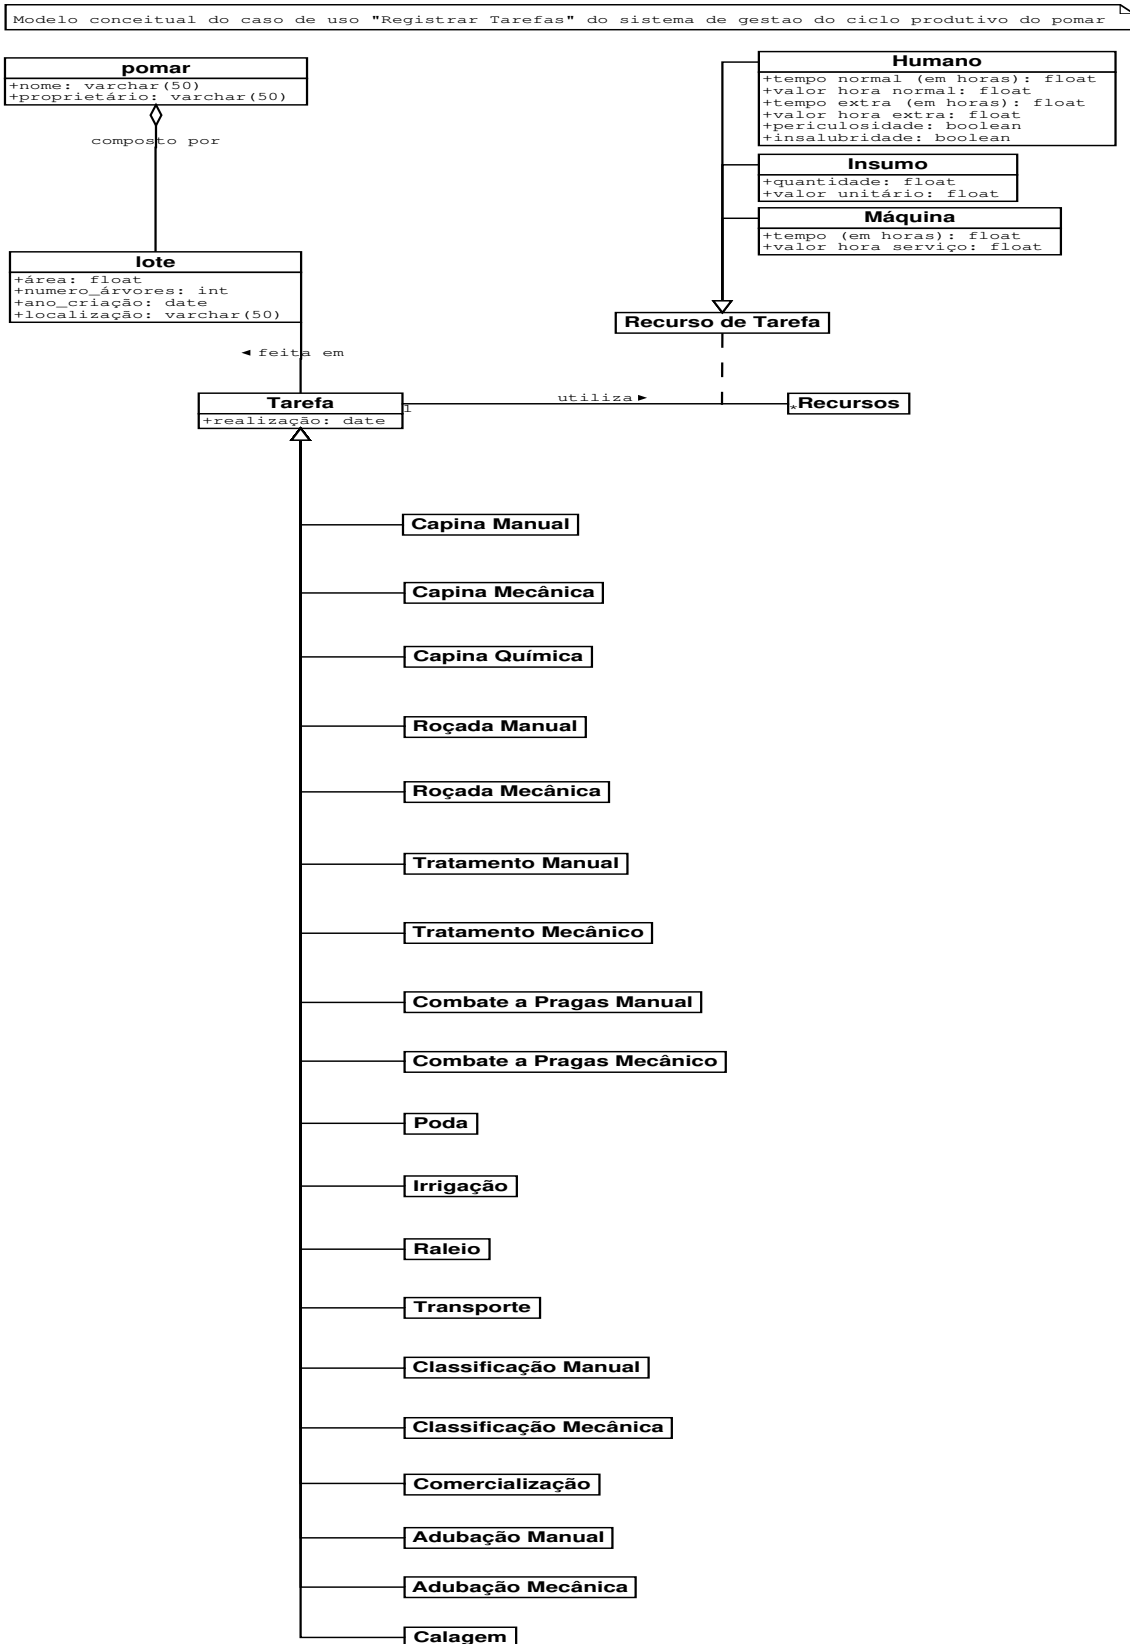 Modelo conceitual do caso de uso "Registrar Tarefas" do sistema de gestao do ciclo produtivo do pomar
pomar
+nome: varchar(50)
+proprietário: varchar(50)
composto por
Humano
+tempo normal (em horas): float
+valor hora normal: float
+tempo extra (em horas): float
+valor hora extra: float
+periculosidade: boolean
+insalubridade: boolean
Insumo
+quantidade: float
+valor unitário: float
Máquina
+tempo (em horas): float
+valor hora serviço: float
lote
+área: float
+numero_árvores: int
+ano_criação: date
+localização: varchar(50)
Recurso de Tarefa
◄ feita em
Tarefa
+realização: date
1
utiliza ►
*
Recursos
Capina Manual
Capina Mecânica
Capina Química
Roçada Manual
Roçada Mecânica
Tratamento Manual
Tratamento Mecânico
Combate a Pragas Manual
Combate a Pragas Mecânico
Poda
Irrigação
Raleio
Transporte
Classificação Manual
Classificação Mecânica
Comercialização
Adubação Manual
Adubação Mecânica
Calagem